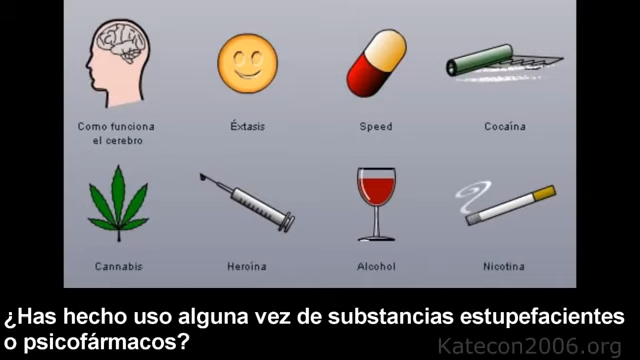 Como funciona
el cerebro
Éxtasis
Speed
Cocaína
Cannabis
Heroína
Alcohol
Nicotina
¿Has hecho uso alguna vez de substancias estupefacientes
o psicofármacos?
Katecon2006.org